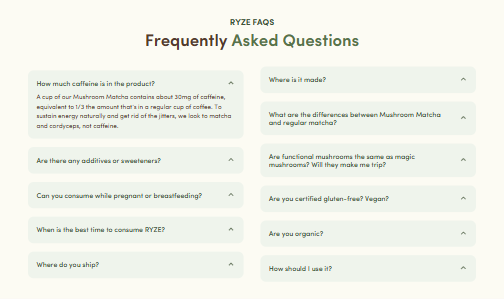 RYZE FAQS
Frequently Asked Questions
How much caffeine is in the product?
A cup of our Mushroom Matcha contains about 30mg of caffeine,
equivalent to 1/3 the amount that's in a regular cup of coffee. To
sustain energy naturally and get rid of the jitters, we look to matcha
and cordyceps, not caffeine.
Are there any additives or sweeteners?
Can you consume while pregnant or breastfeeding?
When is the best time to consume RYZE?
Where do you ship?
Where is it made?
What are the differences between Mushroom Matcha
and regular matcha?
Are functional mushrooms the same as magic
mushrooms? Will they make me trip?
Are you certified gluten-free? Vegan?
Are you organic?
How should I use it?